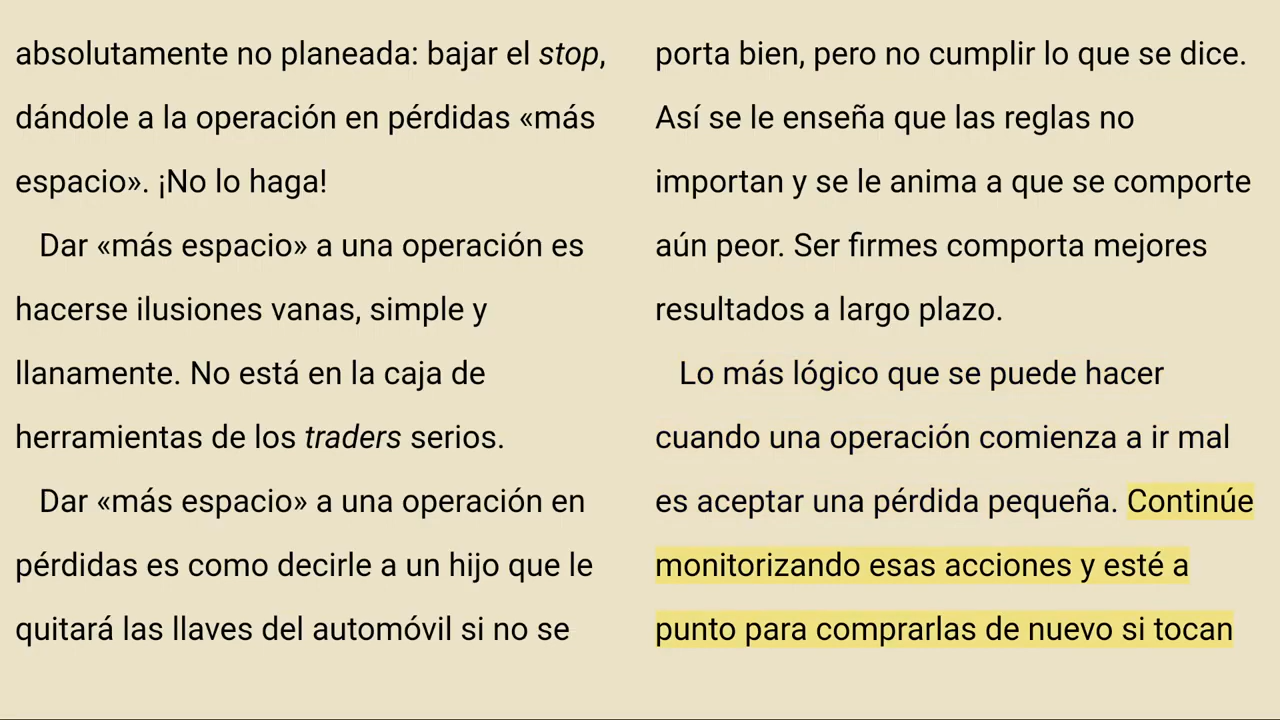 absolutamente no planeada: bajar el stop,
dándole a la operación en pérdidas «más
espacio». ¡No lo haga!
Dar «más espacio» a una operación es
hacerse ilusiones vanas, simple y
llanamente. No está en la caja de
herramientas de los traders serios.
Dar «más espacio» a una operación en
pérdidas es como decirle a un hijo que le
quitará las llaves del automóvil si no se
porta bien, pero no cumplir lo que se dice.
Así se le enseña que las reglas no
importan y se le anima a que se comporte
aún peor. Ser firmes comporta mejores
resultados a largo plazo.
Lo más lógico que se puede hacer
cuando una operación comienza a ir mal
es aceptar una pérdida pequeña. Continúe
monitorizando esas acciones y esté a
punto para comprarlas de nuevo si tocan